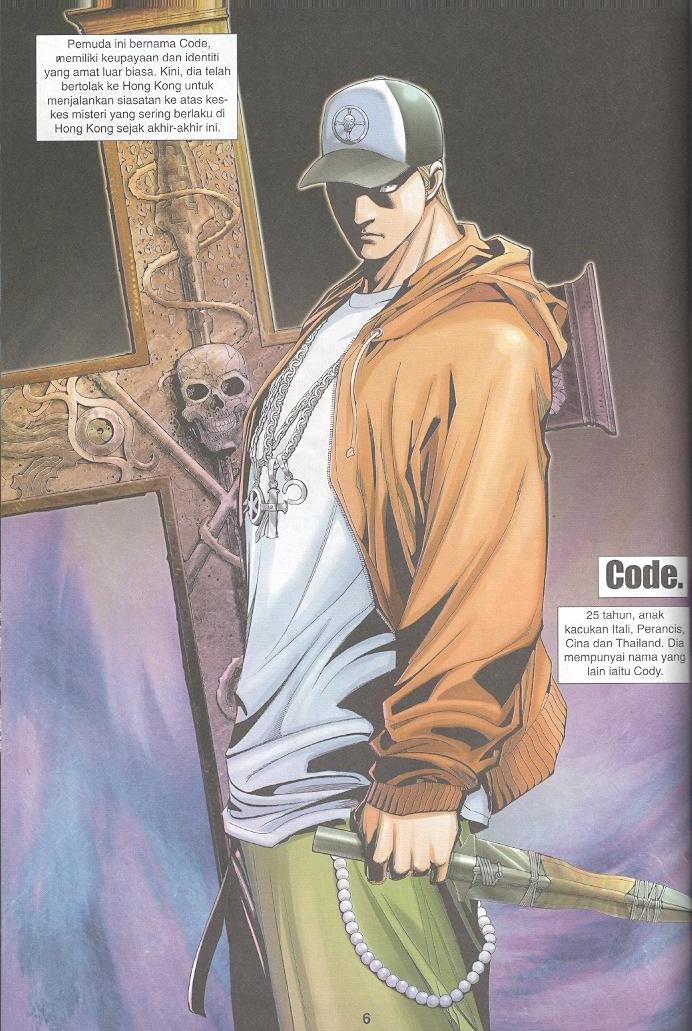 Pemuda ini bernama Code,
memiliki keupayaan dan identiti
yang amat luar biasa. Kini, dia telah
bertolak ke Hong Kong untuk
menjalankan siasatan ke atas kes-
kes misteri yang sering berlaku di
Hong Kong sejak akhir-akhir ini.
Code.
25 tahun, anak
kacukan Itali, Perancis,
Cina dan Thailand. Dia
mempunyai nama yang
lain iaitu Cody.
6